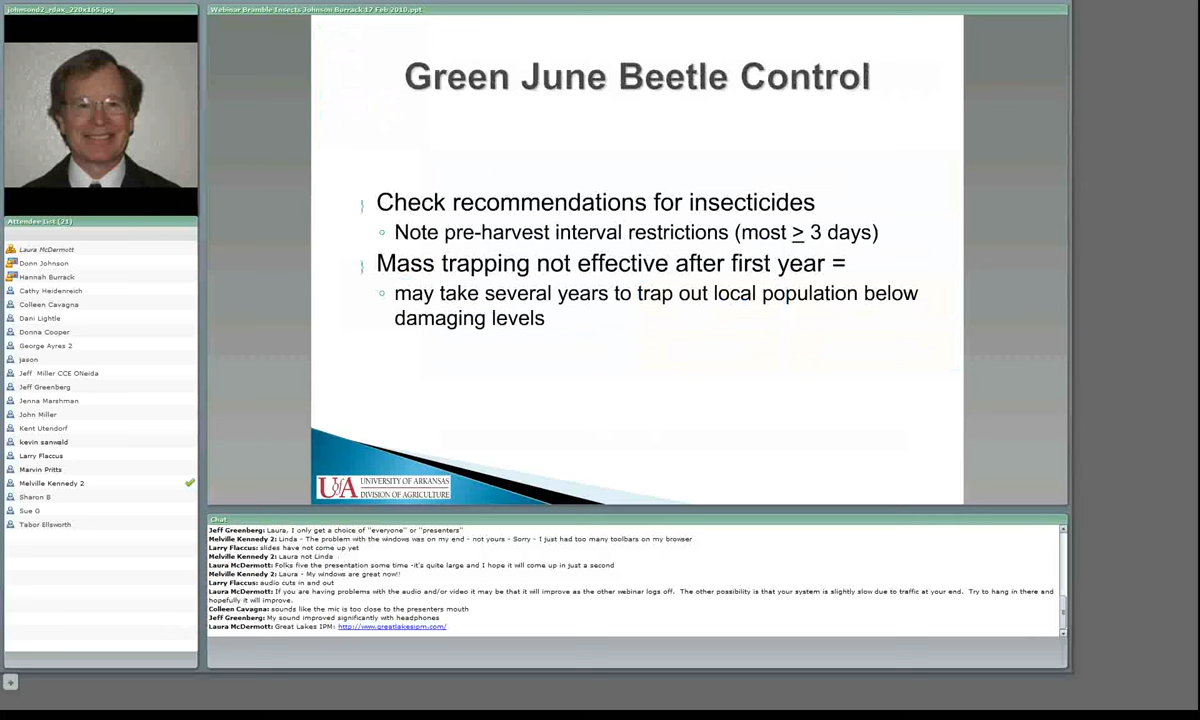 johmsond2_rdax_220x165.jpg
Webinar Bramble Insects Johnson Burrack 17 Feb 2010.ppt
Green June Beetle Control
Check recommendations for insecticides
Note pre-harvest interval restrictions (most ≥ 3 days)
Mass trapping not effective after first year =
may take several years to trap out local population below
damaging levels
UofA UNIVERSITY OF ARKANSAS
DIVISION OF AGRICULTURE
Attendee List (21)
Laura McDermott
Donn Johnson
Hannah Burrack
Cathy Heidenreich
Colleen Cavagna
Dani Lightle
Donna Cooper
George Ayres 2
jason
Jeff Miller CCE ONeida
Jeff Greenberg
Jenna Marshman
John Miller
Kent Utendorf
kevin sanwald
Larry Flaccus
Marvin Pritts
Melville Kennedy 2
Sharon B
Sue G
Tabor Ellsworth
Chat
Jeff Greenberg: Laura, I only get a choice of "everyone" or "presenters"
Melville Kennedy 2: Linda - The problem with the windows was on my end - not yours - Sorry - I just had too many toolbars on my browser
Larry Flaccus: slides have not come up yet
Melville Kennedy 2: Laura not Linda
Laura McDermott: Folks five the presentation some time -it's quite large and I hope it will come up in just a second
Melville Kennedy 2: Laura - My windows are great now!!
Larry Flaccus: audio cuts in and out
Laura McDermott: If you are having problems with the audio and/or video it may be that it will improve as the other webinar logs off. The other possibility is that your system is slightly slow due to traffic at your end. Try to hang in there and
hopefully it will improve.
Colleen Cavagna: sounds like the mic is too close to the presenters mouth
Jeff Greenberg: My sound improved significantly wth headphones
Laura McDermott: Great Lakes IPM: http://www.greatlakesipm.com/